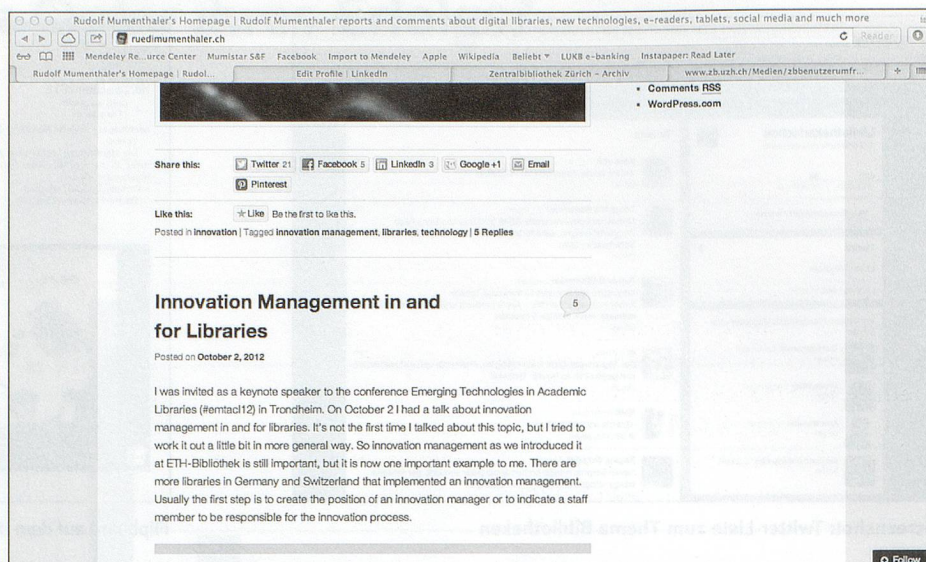 Rudolf Mumenthaler's Homepage | Rudolf Mumenthaler reports and comments about digital libraries, new technologies, e-readers, tablets, social media and much more
ruedimumenthaler.ch
Reader
Mendeley Re...urce Center Mumistar S&F Facebook Import to Mendeley Apple Wikipedia Beliebt ▾ LUKB e-banking Instapaper: Read Later
Rudolf Mumenthaler's Homepage | Rudol... Edit Profile | LinkedIn Zentralbibliothek Zürich – Archiv www.zb.uzh.ch/Medien/zbbenutzerumfr... +
Comments RSS
WordPress.com
Share this: Twitter 21 Facebook 5 LinkedIn 3 Google +1 Email
Pinterest
Like this: Like Be the first to like this.
Posted in Innovation | Tagged innovation management, libraries, technology | 5 Replies
Innovation Management in and 5
for Libraries
Posted on October 2, 2012
I was invited as a keynote speaker to the conference Emerging Technologies in Academic
Libraries (#emtacl12) in Trondheim. On October 2 I had a talk about innovation
management in and for libraries. It's not the first time I talked about this topic, but I tried to
work it out a little bit in more general way. So innovation management as we introduced it
at ETH-Bibliothek is still important, but it is now one important example to me. There are
more libraries in Germany and Switzerland that implemented an innovation management.
Usually the first step is to create the position of an innovation manager or to indicate a staff
member to be responsible for the innovation process.
Follow